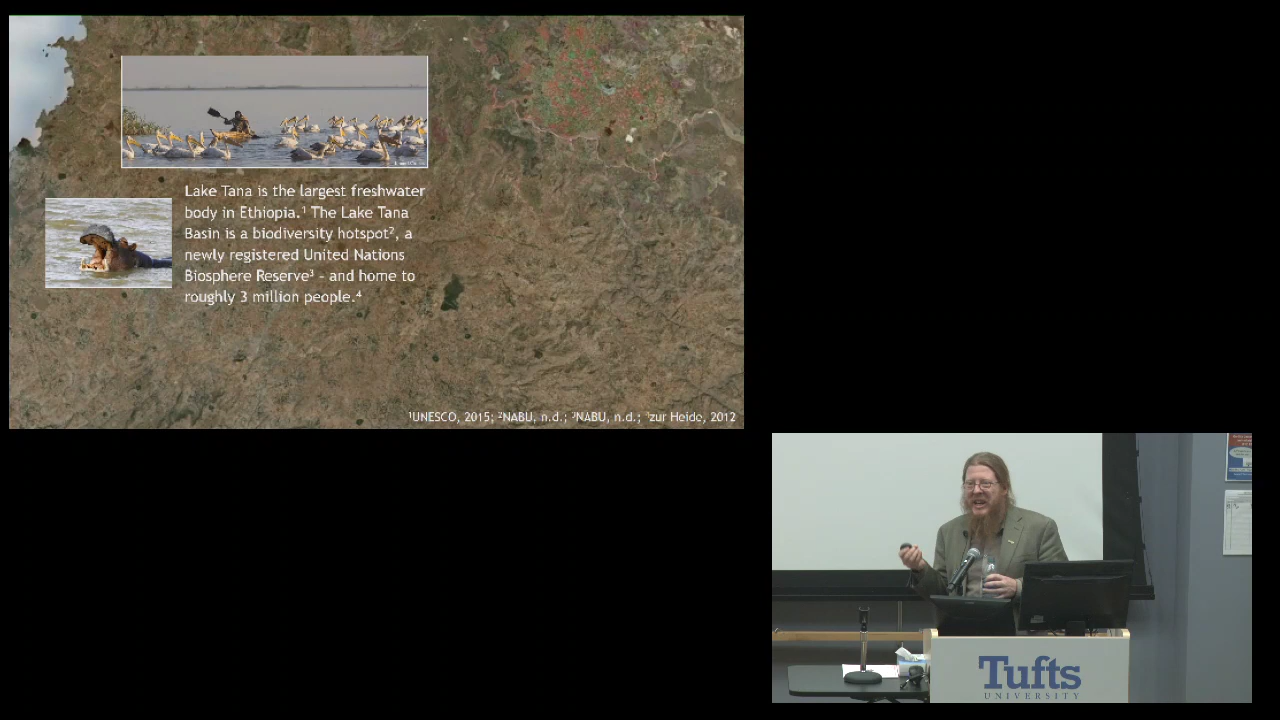 Lake Tana is the largest freshwater
body in Ethiopia.¹ The Lake Tana
Basin is a biodiversity hotspot², a
newly registered United Nations
Biosphere Reserve³ - and home to
roughly 3 million people.⁴
¹UNESCO, 2015; ²NABU, n.d.; ³NABU, n.d.; ⁴zur Heide, 2012
Tufts
UNIVERSITY